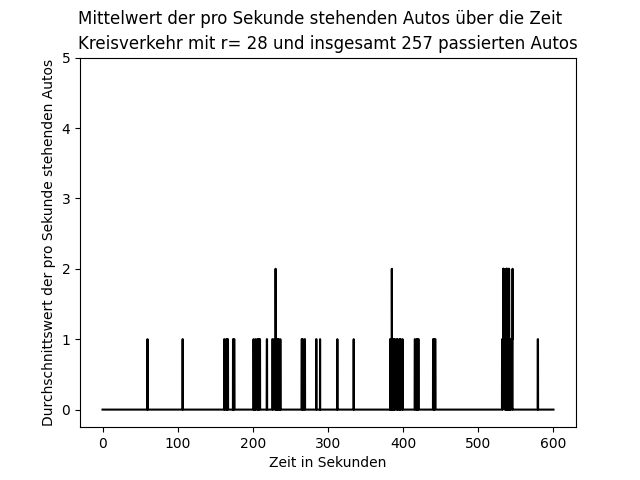 Mittelwert der pro Sekunde stehenden Autos über die Zeit
Kreisverkehr mit r= 28 und insgesamt 257 passierten Autos
Durchschnittswert der pro Sekunde stehenden Autos
5
4
3
2
1
0
0 100 200 300 400 500 600
Zeit in Sekunden